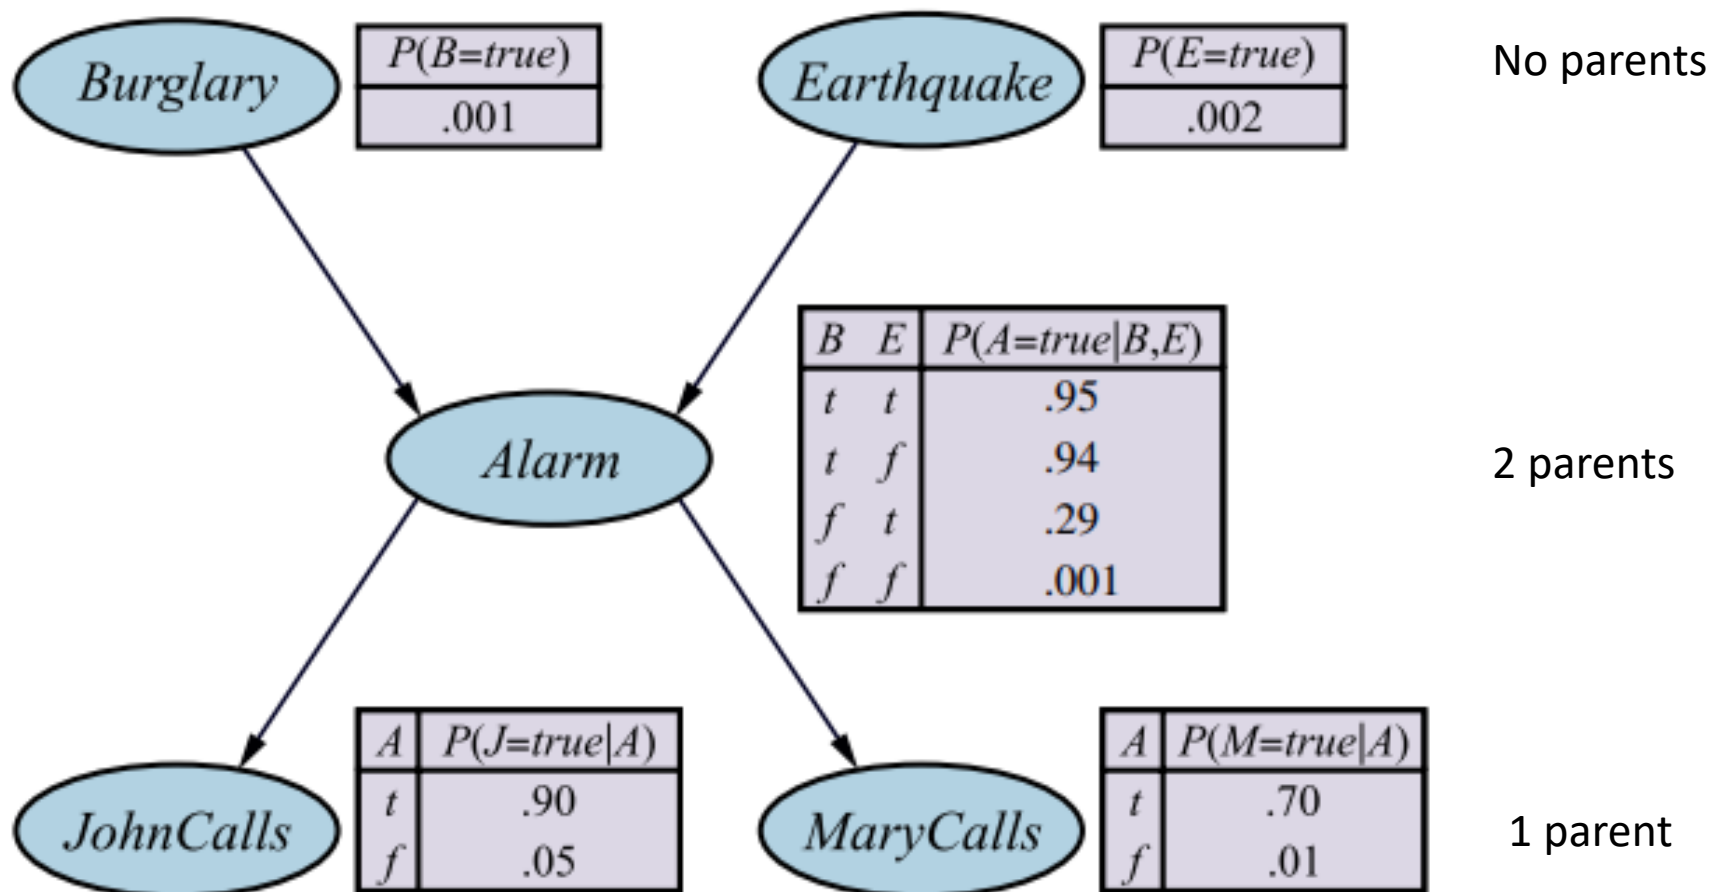 Burglary
P(B=true)
.001
Earthquake
P(E=true)
.002
No parents
Alarm
B E P(A=true|B,E)
t t .95
t f .94
f t .29
f f .001
2 parents
JohnCalls
A P(J=true|A)
t .90
f .05
MaryCalls
A P(M=true|A)
t .70
f .01
1 parent